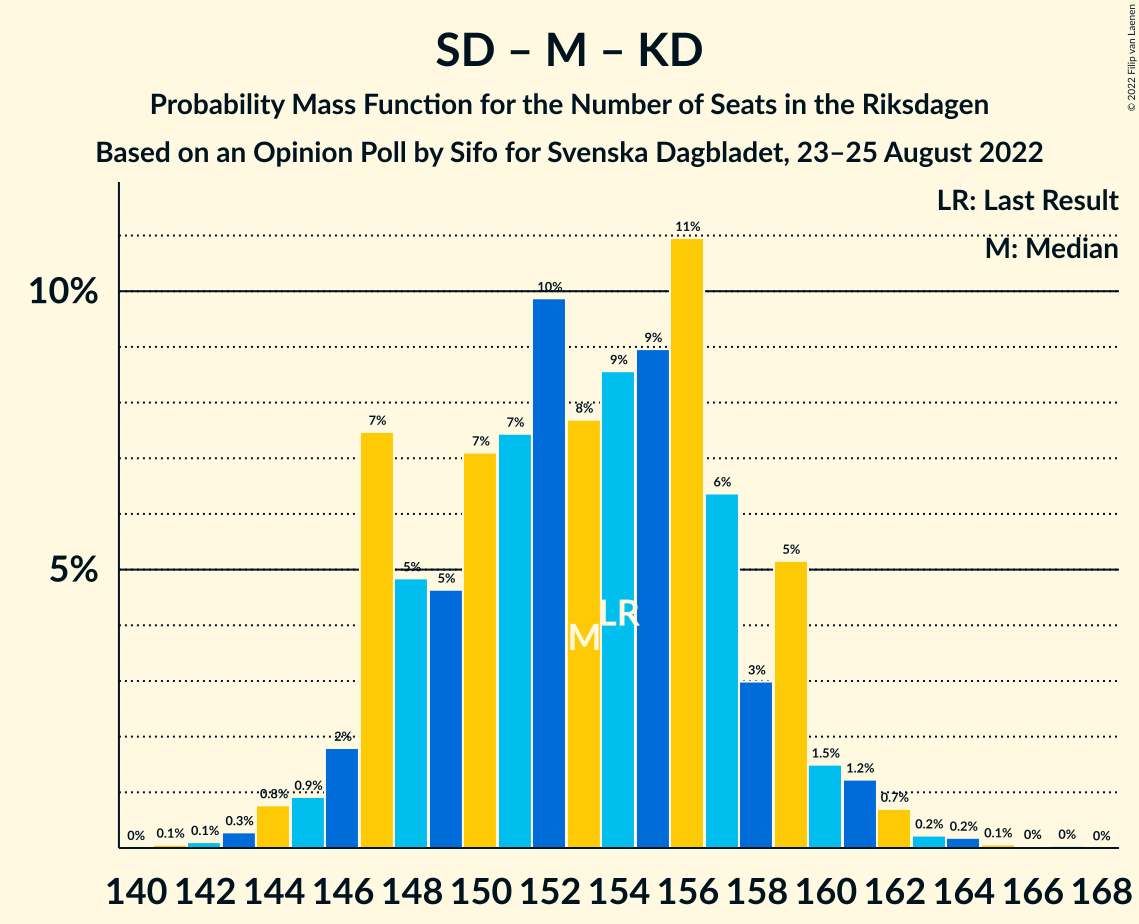 © 2022 Filip van Laenen
SD – M – KD
Probability Mass Function for the Number of Seats in the Riksdagen
Based on an Opinion Poll by Sifo for Svenska Dagbladet, 23–25 August 2022
LR: Last Result
M: Median
10%
5%
0% 0.1% 0.1% 0.3% 0.8% 0.9% 2% 7% 5% 5% 7% 7% 10% 8% 9% 9% 11% 6% 3% 5% 1.5% 1.2% 0.7% 0.2% 0.2% 0.1% 0% 0% 0%
M LR
140 142 144 146 148 150 152 154 156 158 160 162 164 166 168